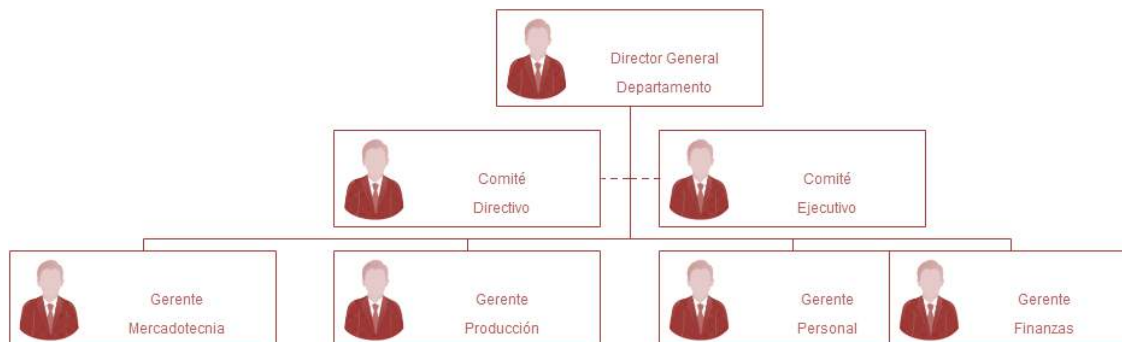 Director General
Departamento
Comité
Directivo
Comité
Ejecutivo
Gerente
Mercadotecnia
Gerente
Producción
Gerente
Personal
Gerente
Finanzas